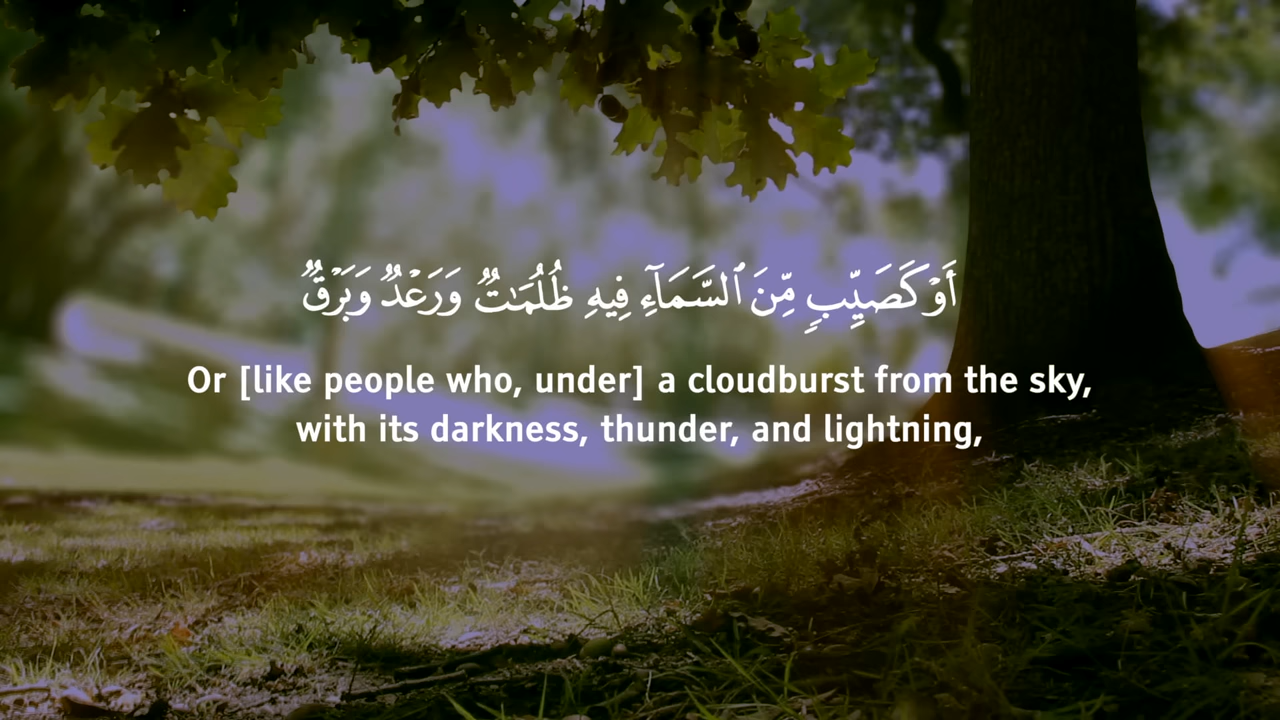 أَوْ كَصَيِّبٍ مِّنَ ٱلسَّمَآءِ فِيهِ ظُلُمَـٰتٌ وَرَعْدٌ وَبَرْقٌ
Or [like people who, under] a cloudburst from the sky,
with its darkness, thunder, and lightning,